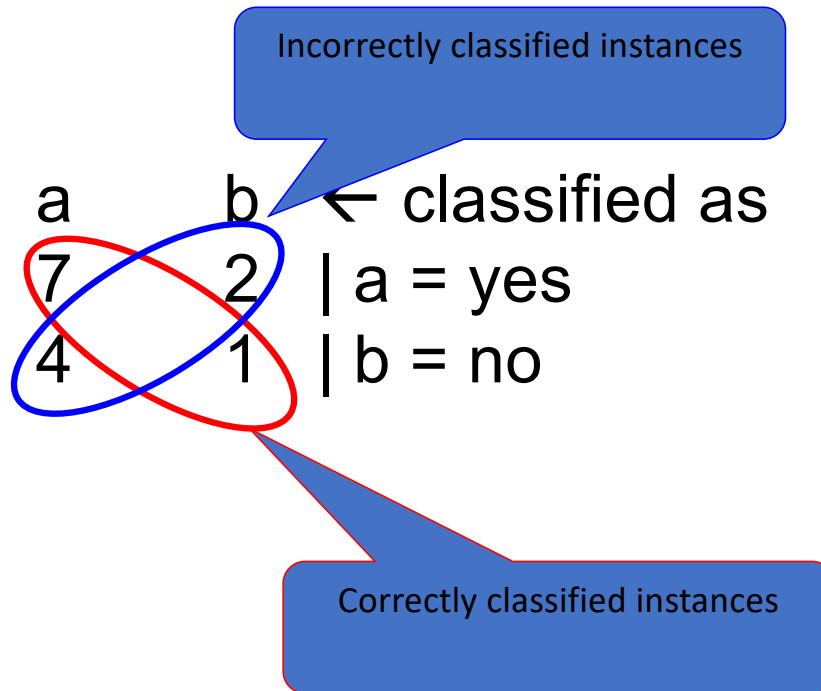 Incorrectly classified instances
a b ← classified as
7 2 | a = yes
4 1 | b = no
Correctly classified instances